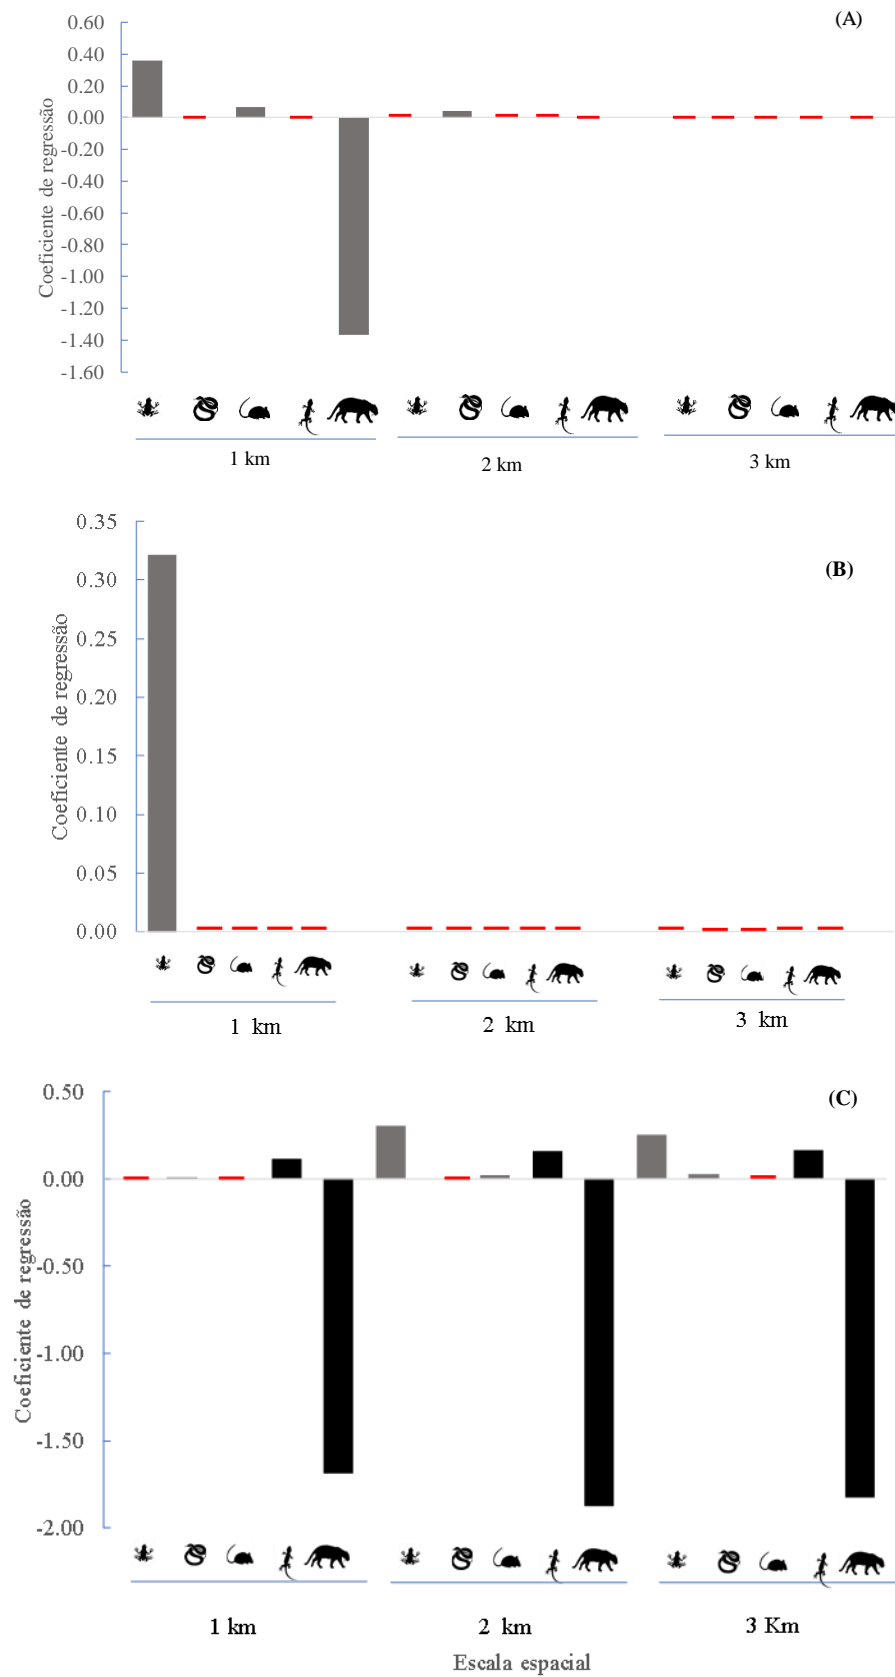 (A)
Coeficiente de regressão
0.60
0.40
0.20
0.00
-0.20
-0.40
-0.60
-0.80
-1.00
-1.20
-1.40
-1.60
1 km
2 km
3 km
(B)
Coeficiente de regressão
0.35
0.30
0.25
0.20
0.15
0.10
0.05
0.00
1 km
2 km
3 km
(C)
Coeficiente de regressão
0.50
0.00
-0.50
-1.00
-1.50
-2.00
1 km
2 km
3 Km
Escala espacial